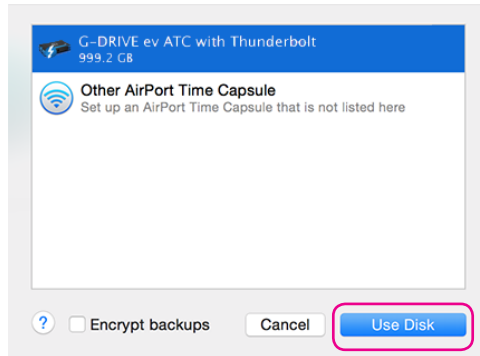 G-DRIVE ev ATC with Thunderbolt
999.2 GB
Other AirPort Time Capsule
Set up an AirPort Time Capsule that is not listed here
? Encrypt backups Cancel Use Disk